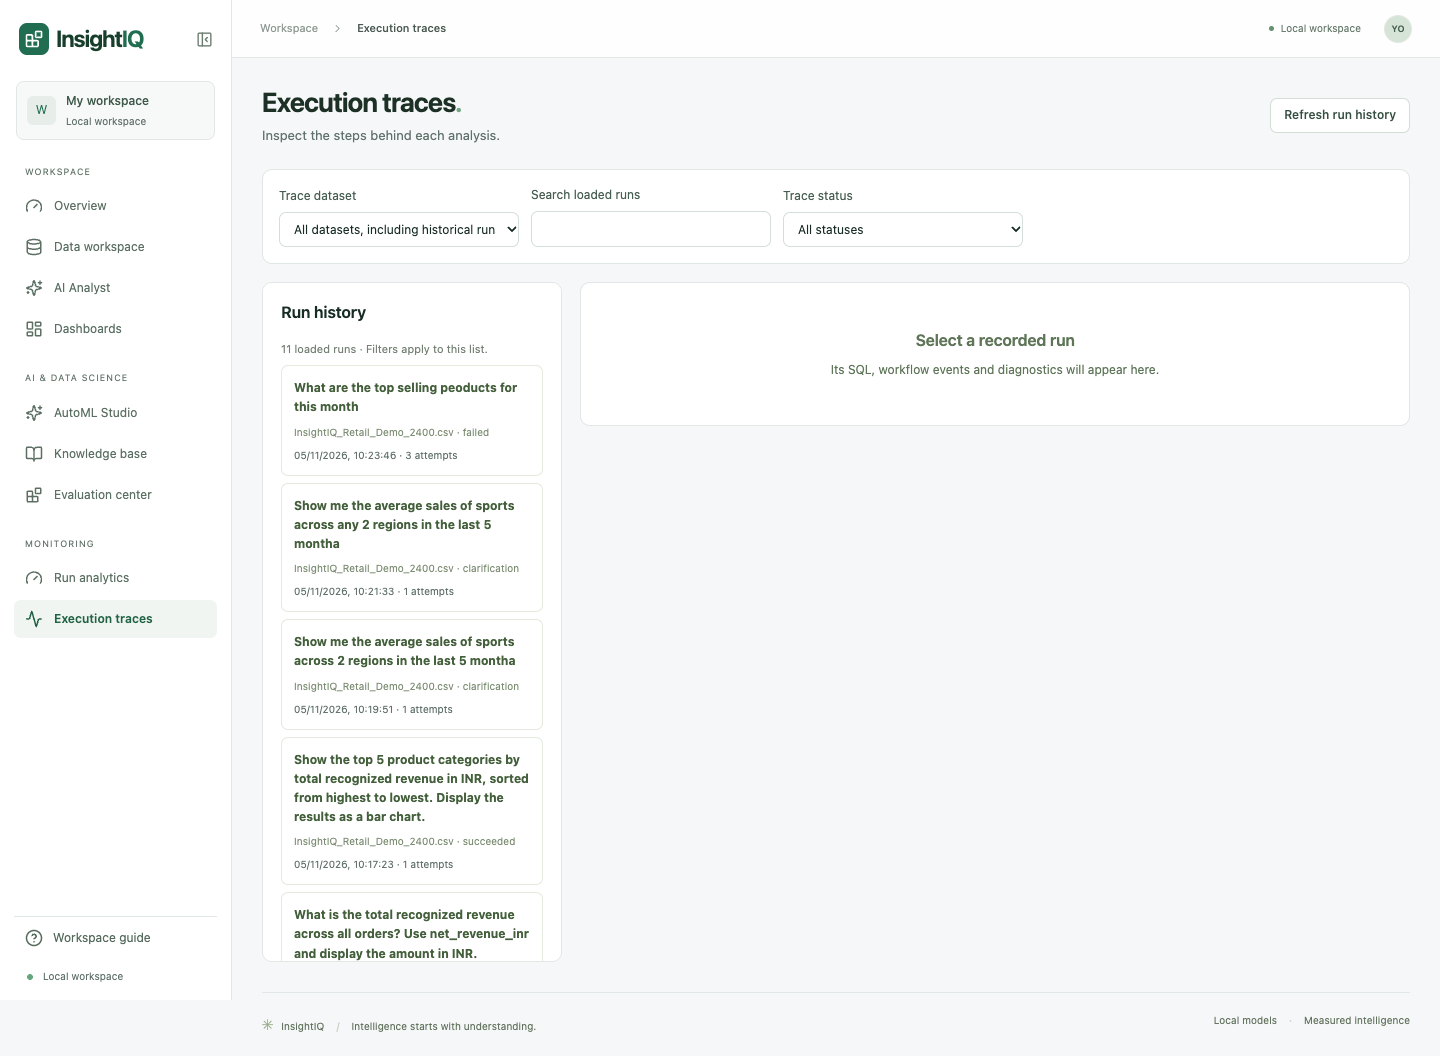 InsightIQ
W
My workspace
Local workspace
WORKSPACE
Overview
Data workspace
AI Analyst
Dashboards
AI & DATA SCIENCE
AutoML Studio
Knowledge base
Evaluation center
MONITORING
Run analytics
Execution traces
Workspace guide
Local workspace
Workspace > Execution traces
Local workspace
YO
Execution traces.
Inspect the steps behind each analysis.
Refresh run history
Trace dataset
All datasets, including historical run
Search loaded runs
Trace status
All statuses
Run history
11 loaded runs · Filters apply to this list.
What are the top selling peoducts for
this month
InsightIQ_Retail_Demo_2400.csv · failed
05/11/2026, 10:23:46 · 3 attempts
Show me the average sales of sports
across any 2 regions in the last 5
montha
InsightIQ_Retail_Demo_2400.csv · clarification
05/11/2026, 10:21:33 · 1 attempts
Show me the average sales of sports
across 2 regions in the last 5 montha
InsightIQ_Retail_Demo_2400.csv · clarification
05/11/2026, 10:19:51 · 1 attempts
Show the top 5 product categories by
total recognized revenue in INR, sorted
from highest to lowest. Display the
results as a bar chart.
InsightIQ_Retail_Demo_2400.csv · succeeded
05/11/2026, 10:17:23 · 1 attempts
What is the total recognized revenue
across all orders? Use net_revenue_inr
and display the amount in INR.
Select a recorded run
Its SQL, workflow events and diagnostics will appear here.
InsightIQ / Intelligence starts with understanding.
Local models · Measured intelligence